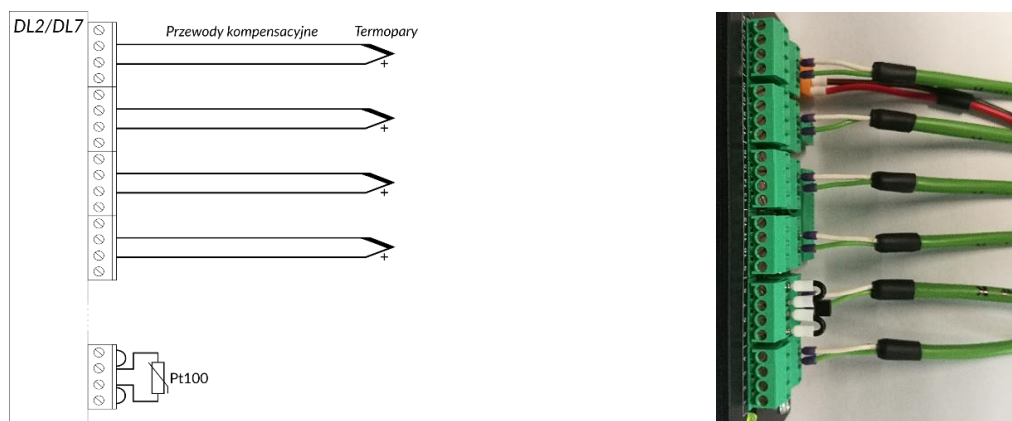 DL2/DL7
Przewody kompensacyjne
Termopary
+
+
+
+
Pt100